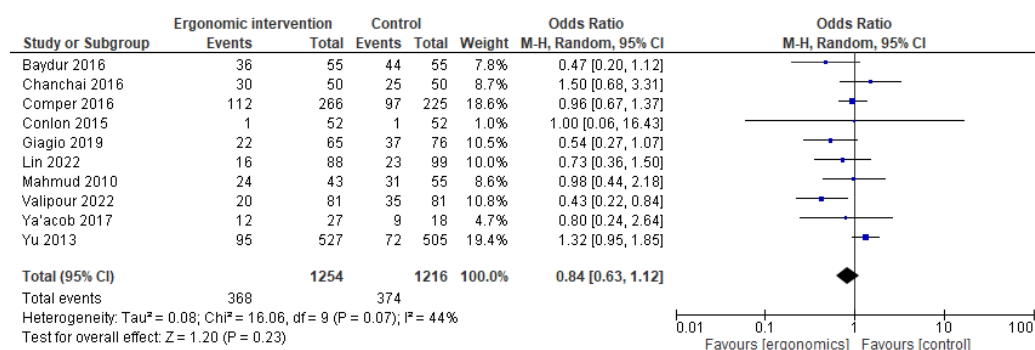 Ergonomic intervention Control Odds Ratio Odds Ratio
Study or Subgroup Events Total Events Total Weight M-H, Random, 95% CI M-H, Random, 95% CI
Baydur 2016 36 55 44 55 7.8% 0.47 [0.20, 1.12]
Chanchai 2016 30 50 25 50 8.7% 1.50 [0.68, 3.31]
Comper 2016 112 266 97 225 18.6% 0.96 [0.67, 1.37]
Conlon 2015 1 52 1 52 1.0% 1.00 [0.06, 16.43]
Giagio 2019 22 65 37 76 10.5% 0.54 [0.27, 1.07]
Lin 2022 16 88 23 99 10.2% 0.73 [0.36, 1.50]
Mahmud 2010 24 43 31 55 8.6% 0.98 [0.44, 2.18]
Valipour 2022 20 81 35 81 11.2% 0.43 [0.22, 0.84]
Ya'acob 2017 12 27 9 18 4.7% 0.80 [0.24, 2.64]
Yu 2013 95 527 72 505 19.4% 1.32 [0.95, 1.85]
Total (95% CI) 1254 1216 100.0% 0.84 [0.63, 1.12]
Total events 368 374
Heterogeneity: Tau² = 0.08; Chi² = 16.06, df = 9 (P = 0.07); I² = 44%
Test for overall effect: Z = 1.20 (P = 0.23)
0.01 0.1 1 10 100
Favours [ergonomics] Favours [control]